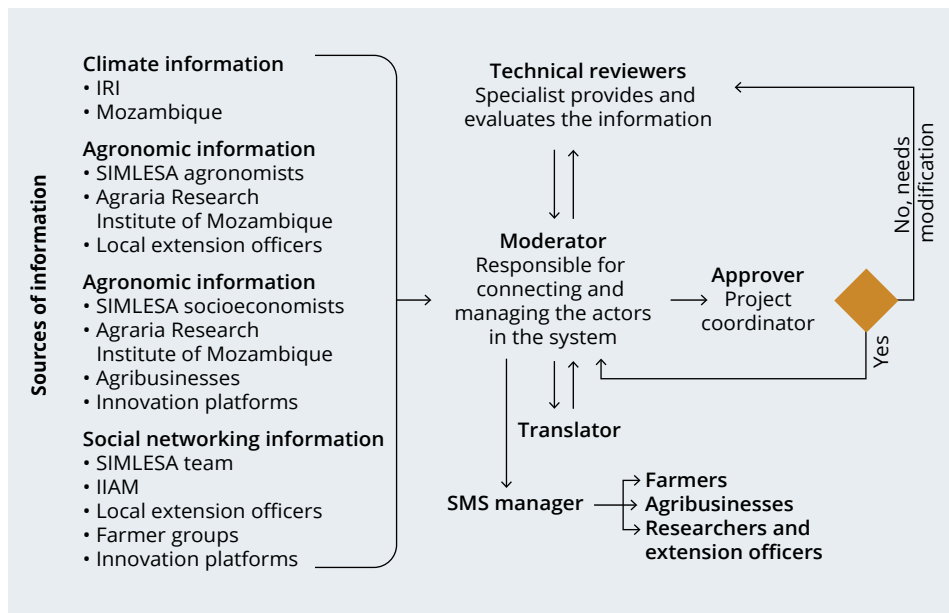 Sources of information
Climate information
• IRI
• Mozambique
Agronomic information
• SIMLESA agronomists
• Agraria Research
Institute of Mozambique
• Local extension officers
Agronomic information
• SIMLESA socioeconomists
• Agraria Research
Institute of Mozambique
• Agribusinesses
• Innovation platforms
Social networking information
• SIMLESA team
• IIAM
• Local extension officers
• Farmer groups
• Innovation platforms
Technical reviewers
Specialist provides and
evaluates the information
Moderator
Responsible for
connecting and
managing the actors
in the system
Approver
Project
coordinator
No, needs
modification
Yes
Translator
SMS manager
Farmers
Agribusinesses
Researchers and
extension officers